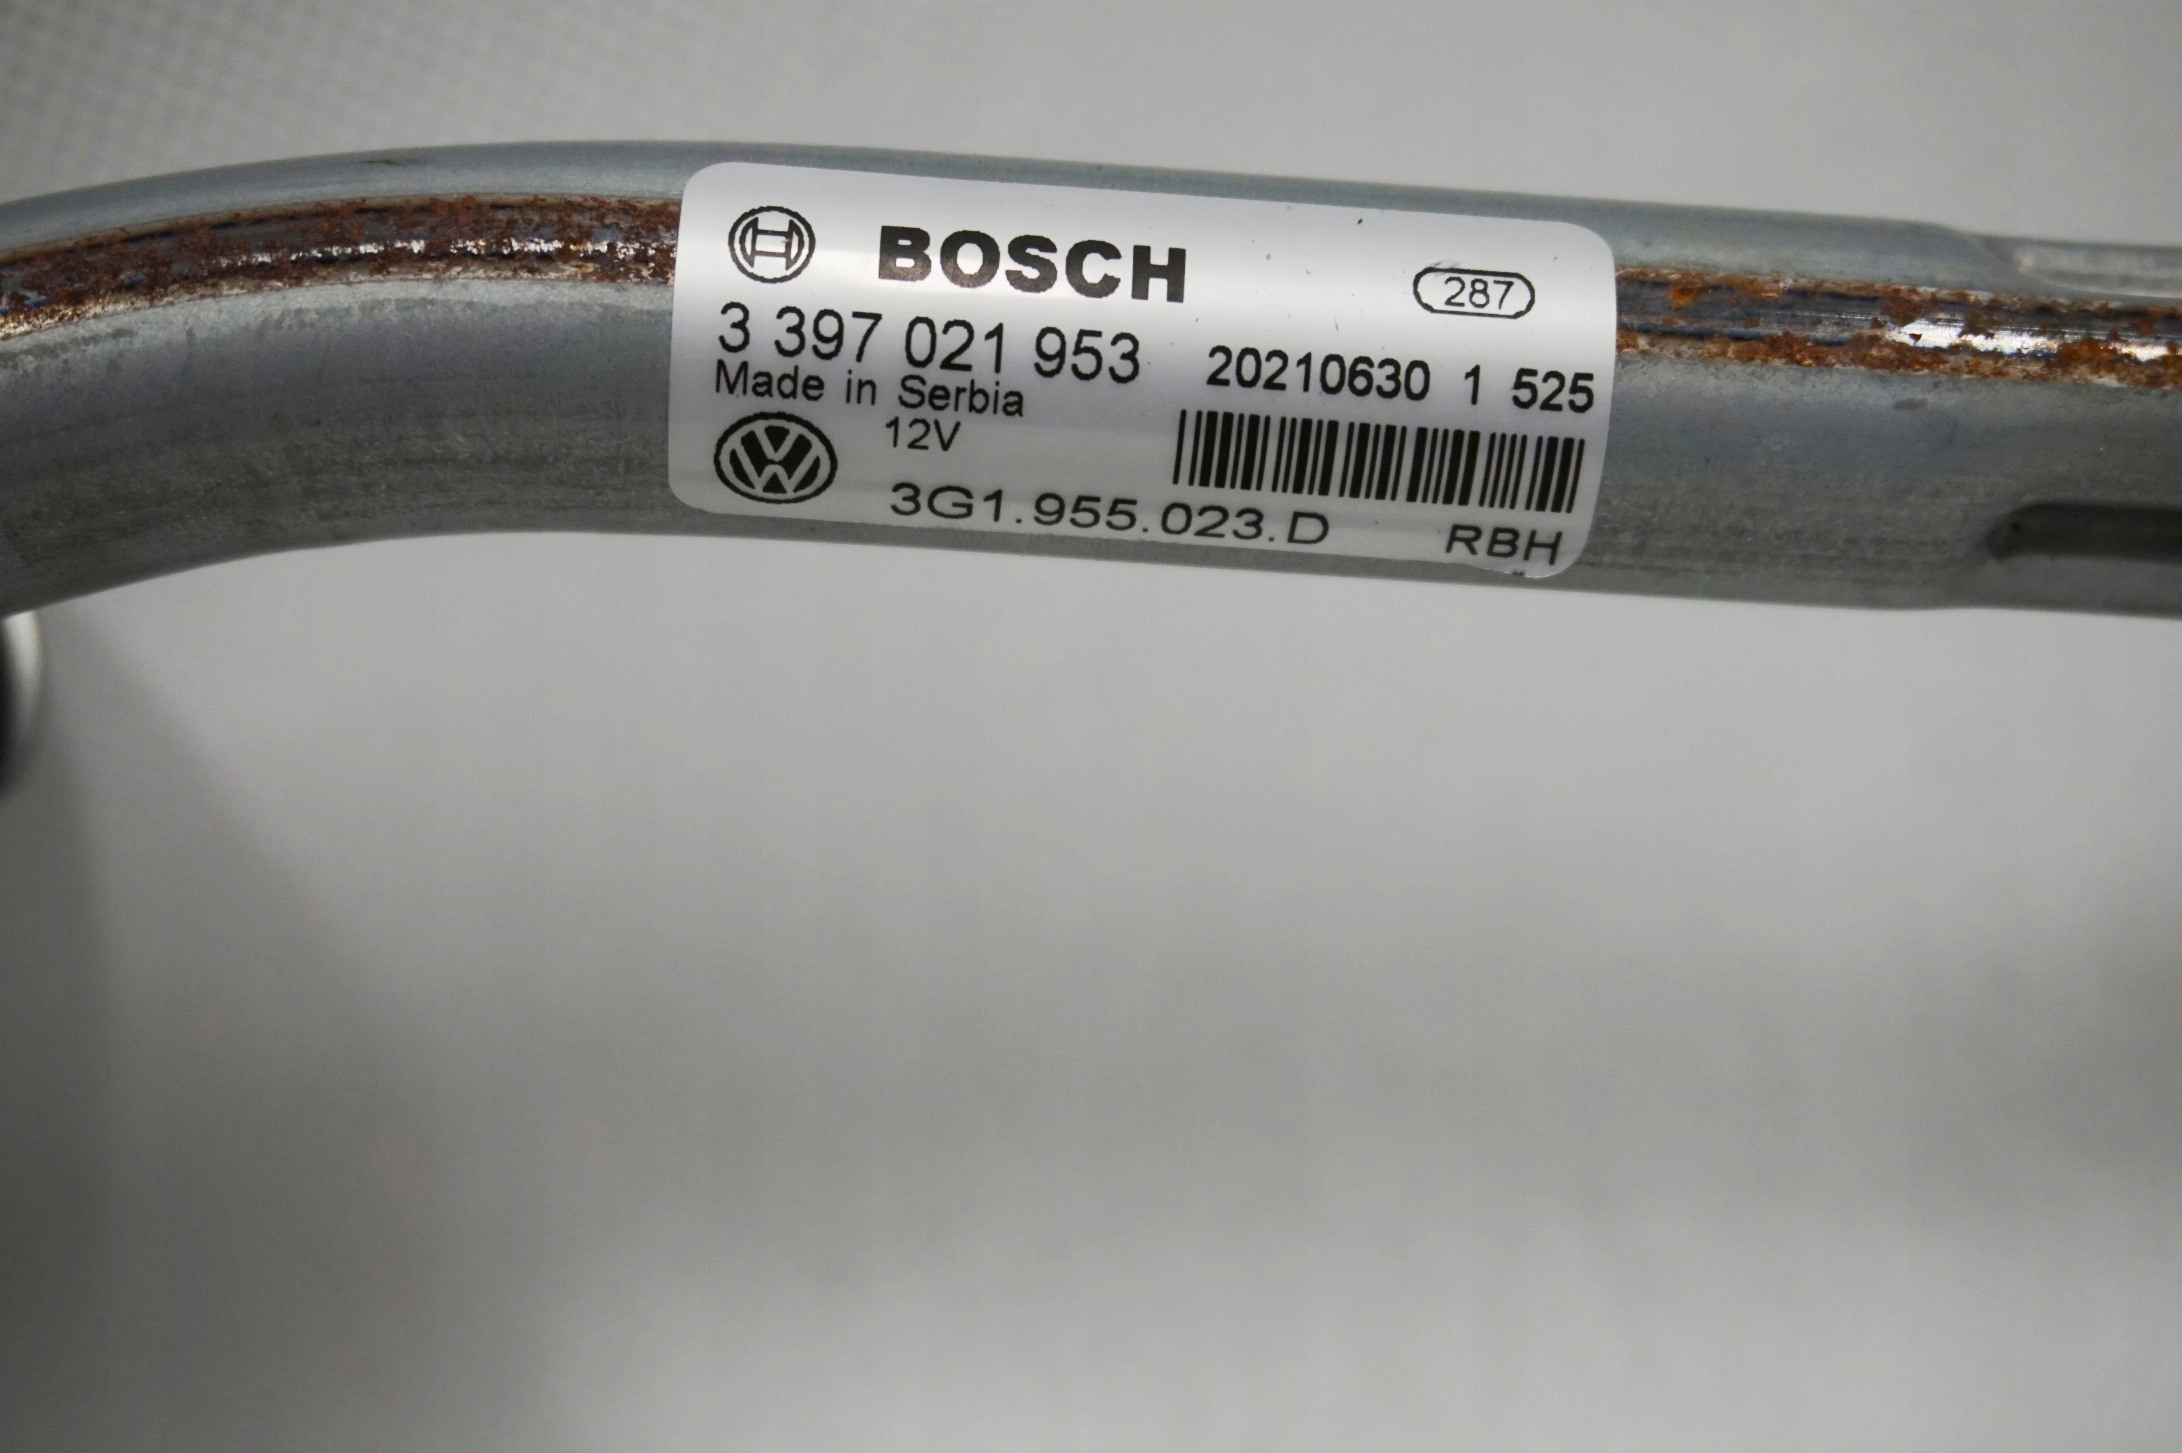 BOSCH
287
3 397 021 953
20210630 1 525
Made in Serbia
12V
3G1.955.023.D RBH